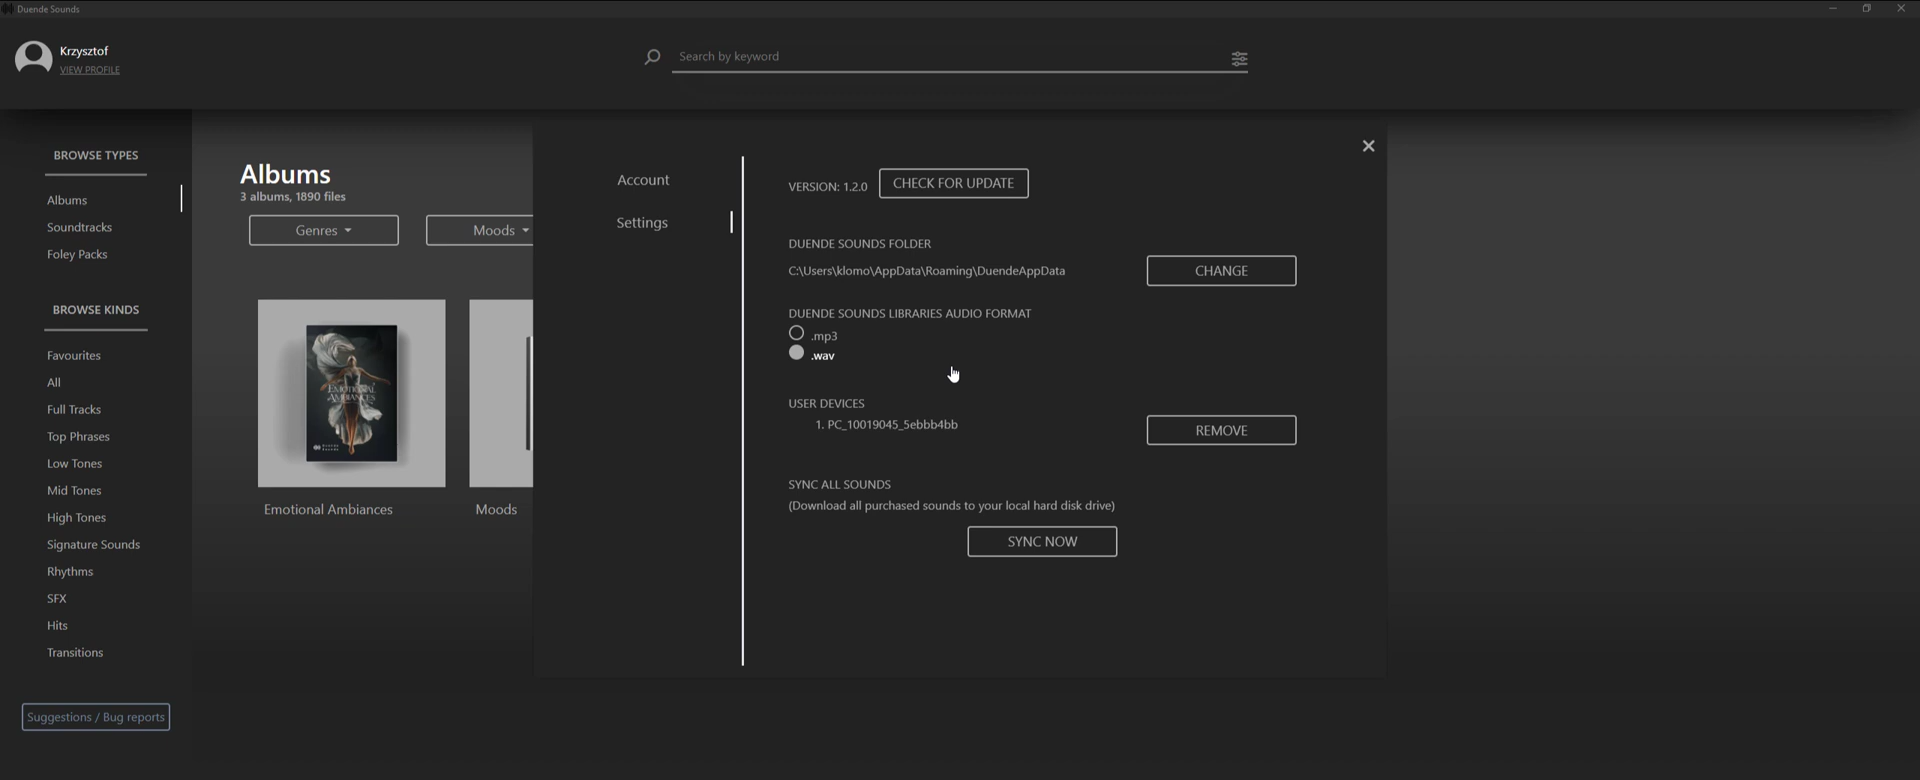 Duende Sounds
Krzysztof
VIEW PROFILE
Search by keyword
BROWSE TYPES
Albums
Soundtracks
Foley Packs
BROWSE KINDS
Favourites
All
Full Tracks
Top Phrases
Low Tones
Mid Tones
High Tones
Signature Sounds
Rhythms
SFX
Hits
Transitions
Suggestions / Bug reports
Albums
3 albums, 1890 files
Genres
Moods
EMOTIONAL
AMBIANCES
DUENDE
SOUNDS
Emotional Ambiances
Moods
Account
Settings
VERSION: 1.2.0
CHECK FOR UPDATE
DUENDE SOUNDS FOLDER
C:\Users\klomo\AppData\Roaming\DuendeAppData
CHANGE
DUENDE SOUNDS LIBRARIES AUDIO FORMAT
.mp3
.wav
USER DEVICES
1. PC_10019045_5ebbb4bb
REMOVE
SYNC ALL SOUNDS
(Download all purchased sounds to your local hard disk drive)
SYNC NOW